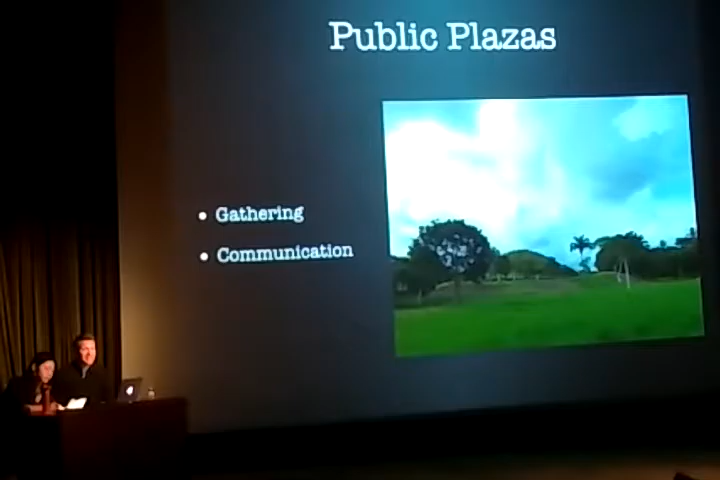 Public Plazas
• Gathering
• Communication